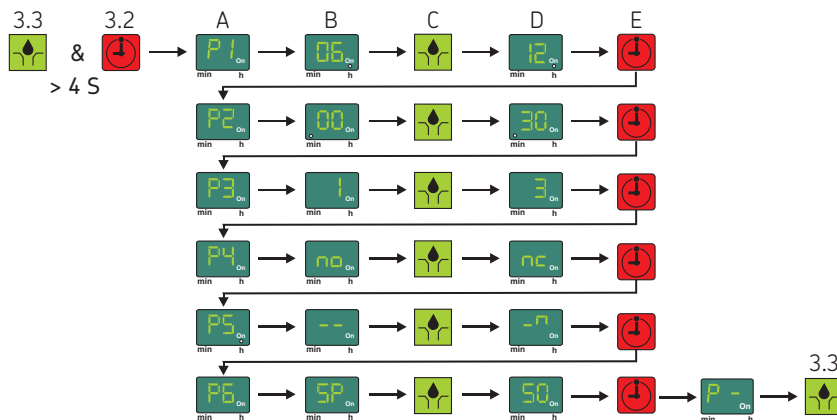 3.3 3.2 A B C D E
& P1 On 06 On 12 On
min h min h min h
> 4 S
P2 On 00 On 30 On
min h min h min h
P3 On 1 On 3 On
min h min h min h
P4 On no On nc On
min h min h min h
P5 On -- On -n On
min h min h min h
3.3
P6 On SP On SO On P - On
min h min h min h min h